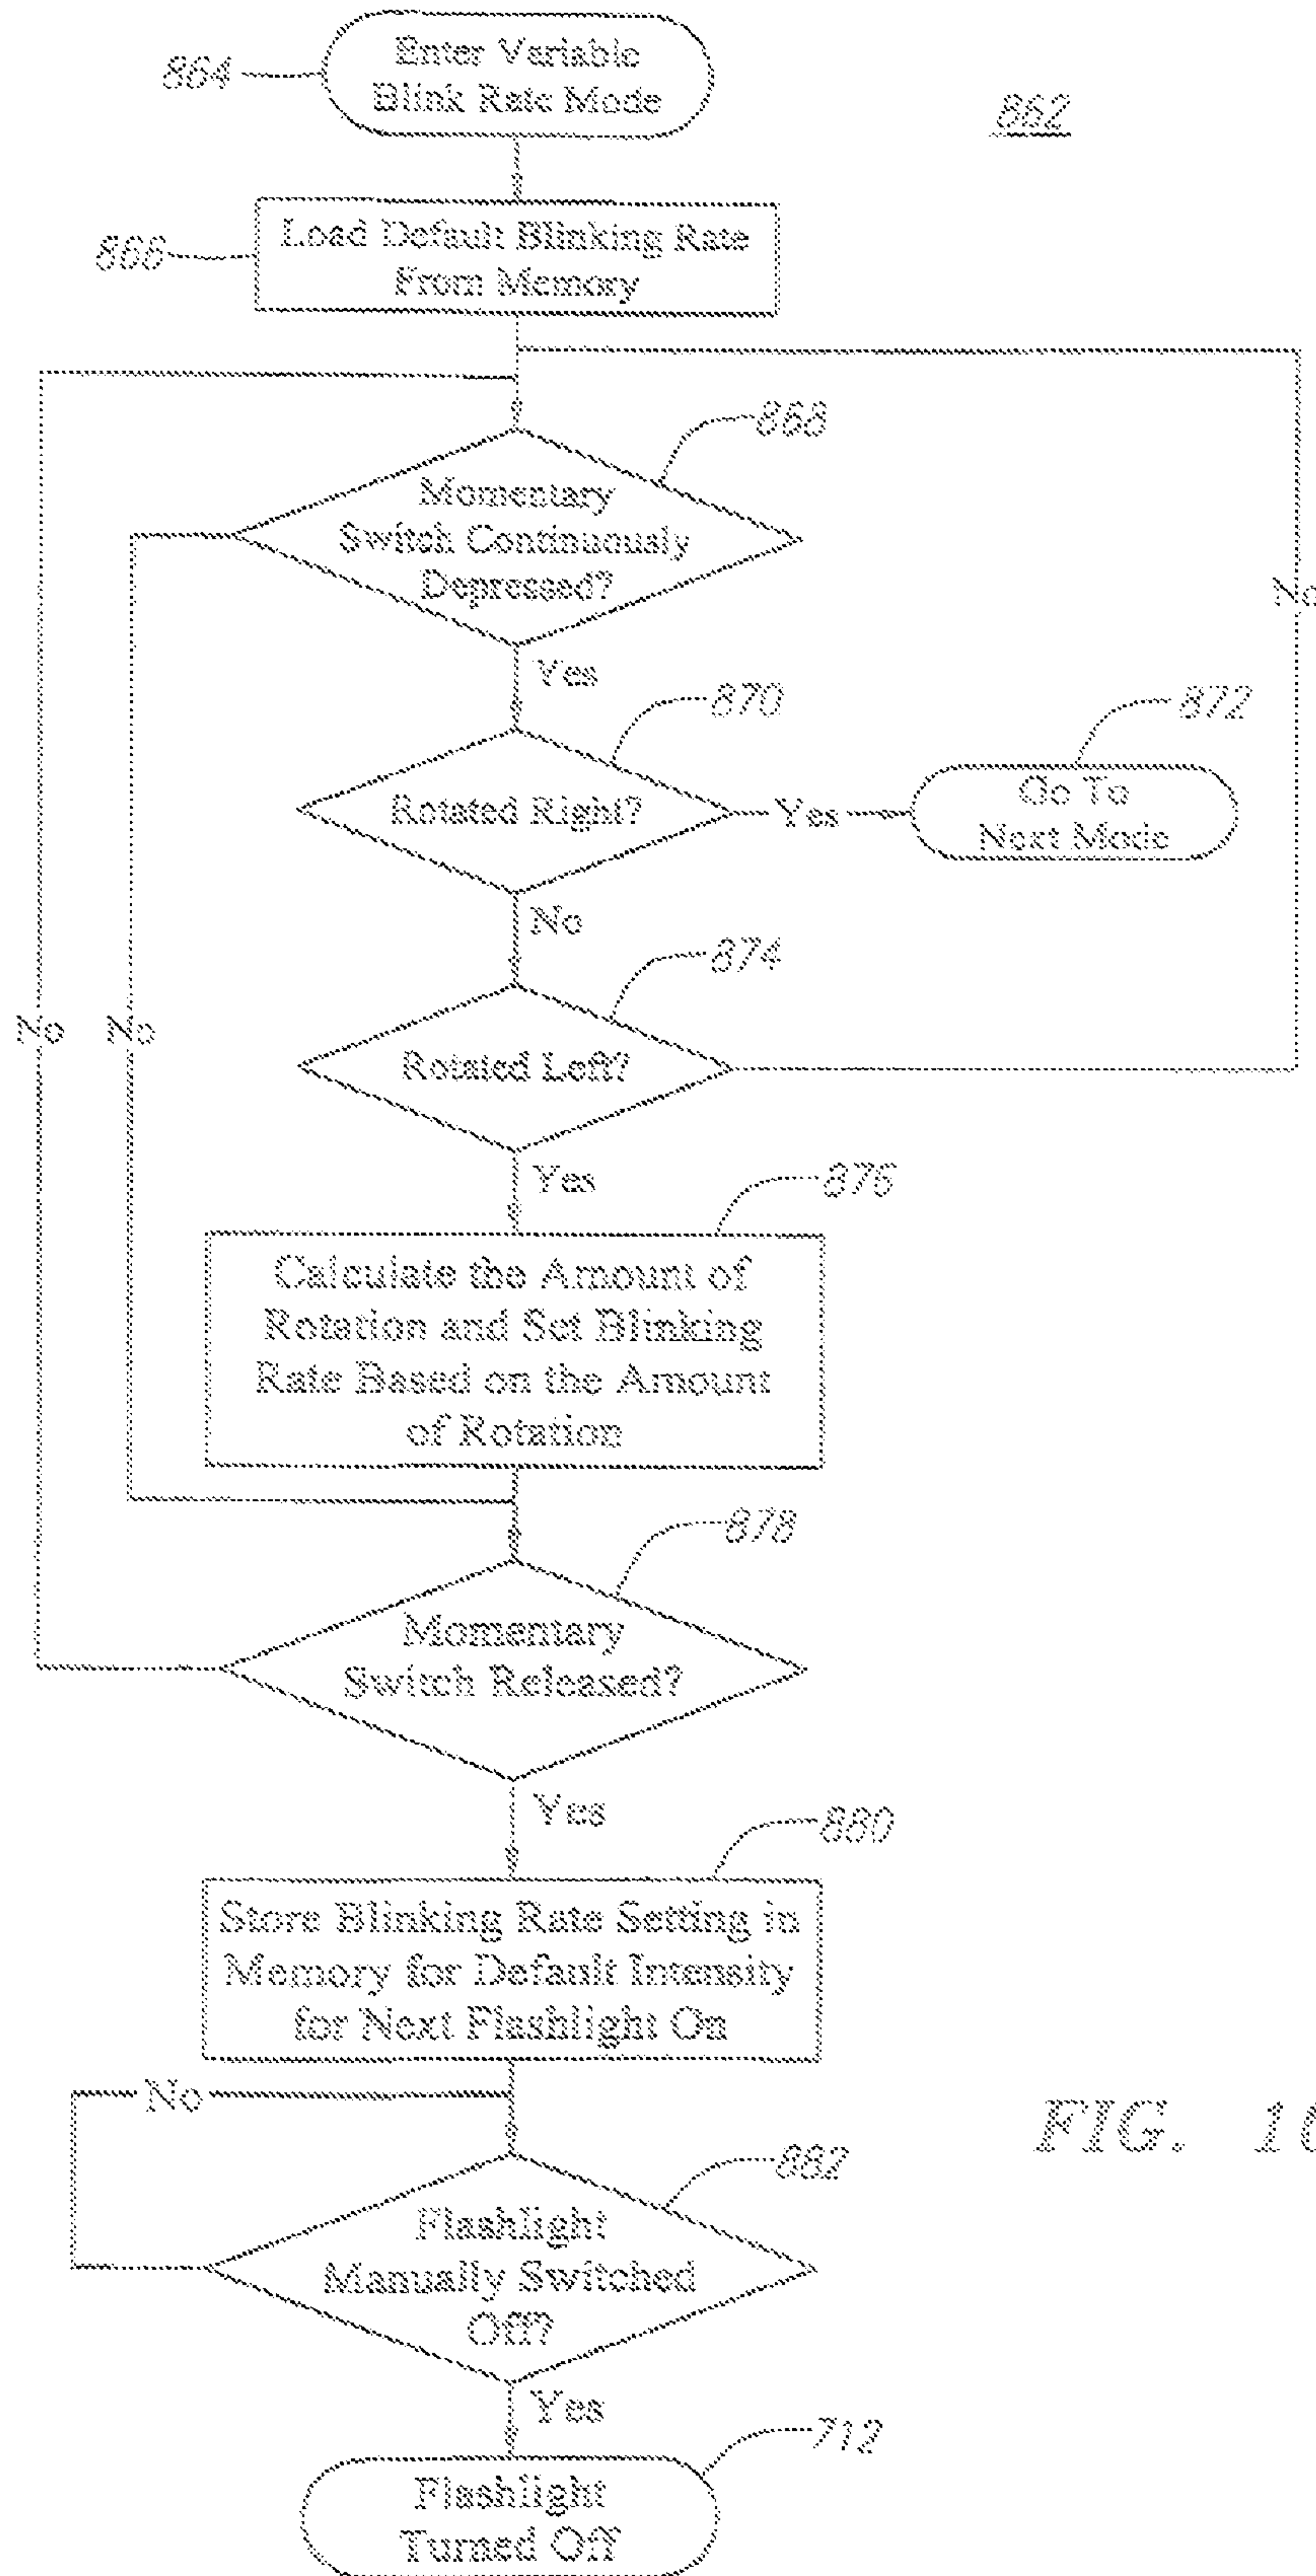 864
Enter Variable
Blink Rate Mode
862
866
Load Default Blinking Rate
From Memory
868
Momentary
Switch Continuously
Depressed?
No
Yes
870
872
Rotated Right?
Yes
Go To
Next Mode
No
874
No
No
Rotated Left?
Yes
876
Calculate the Amount of
Rotation and Set Blinking
Rate Based on the Amount
of Rotation
878
Momentary
Switch Released?
Yes
880
Store Blinking Rate Setting in
Memory for Default Intensity
for Next Flashlight On
No
FIG.
882
Flashlight
Manually Switched
Off?
Yes
712
Flashlight
Turned Off